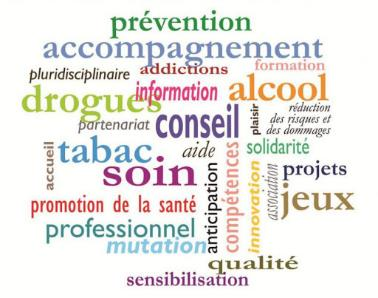 prévention
accompagnement
pluridisciplinaire
addictions
formation
drogues
information
alcool
partenariat
conseil
plaisir
réduction
des risques et
des dommages
accueil
tabac
aide
solidarité
soin
anticipation
compétences
innovation
association
projets
jeux
promotion de la santé
professionnel
mutation
qualité
sensibilisation